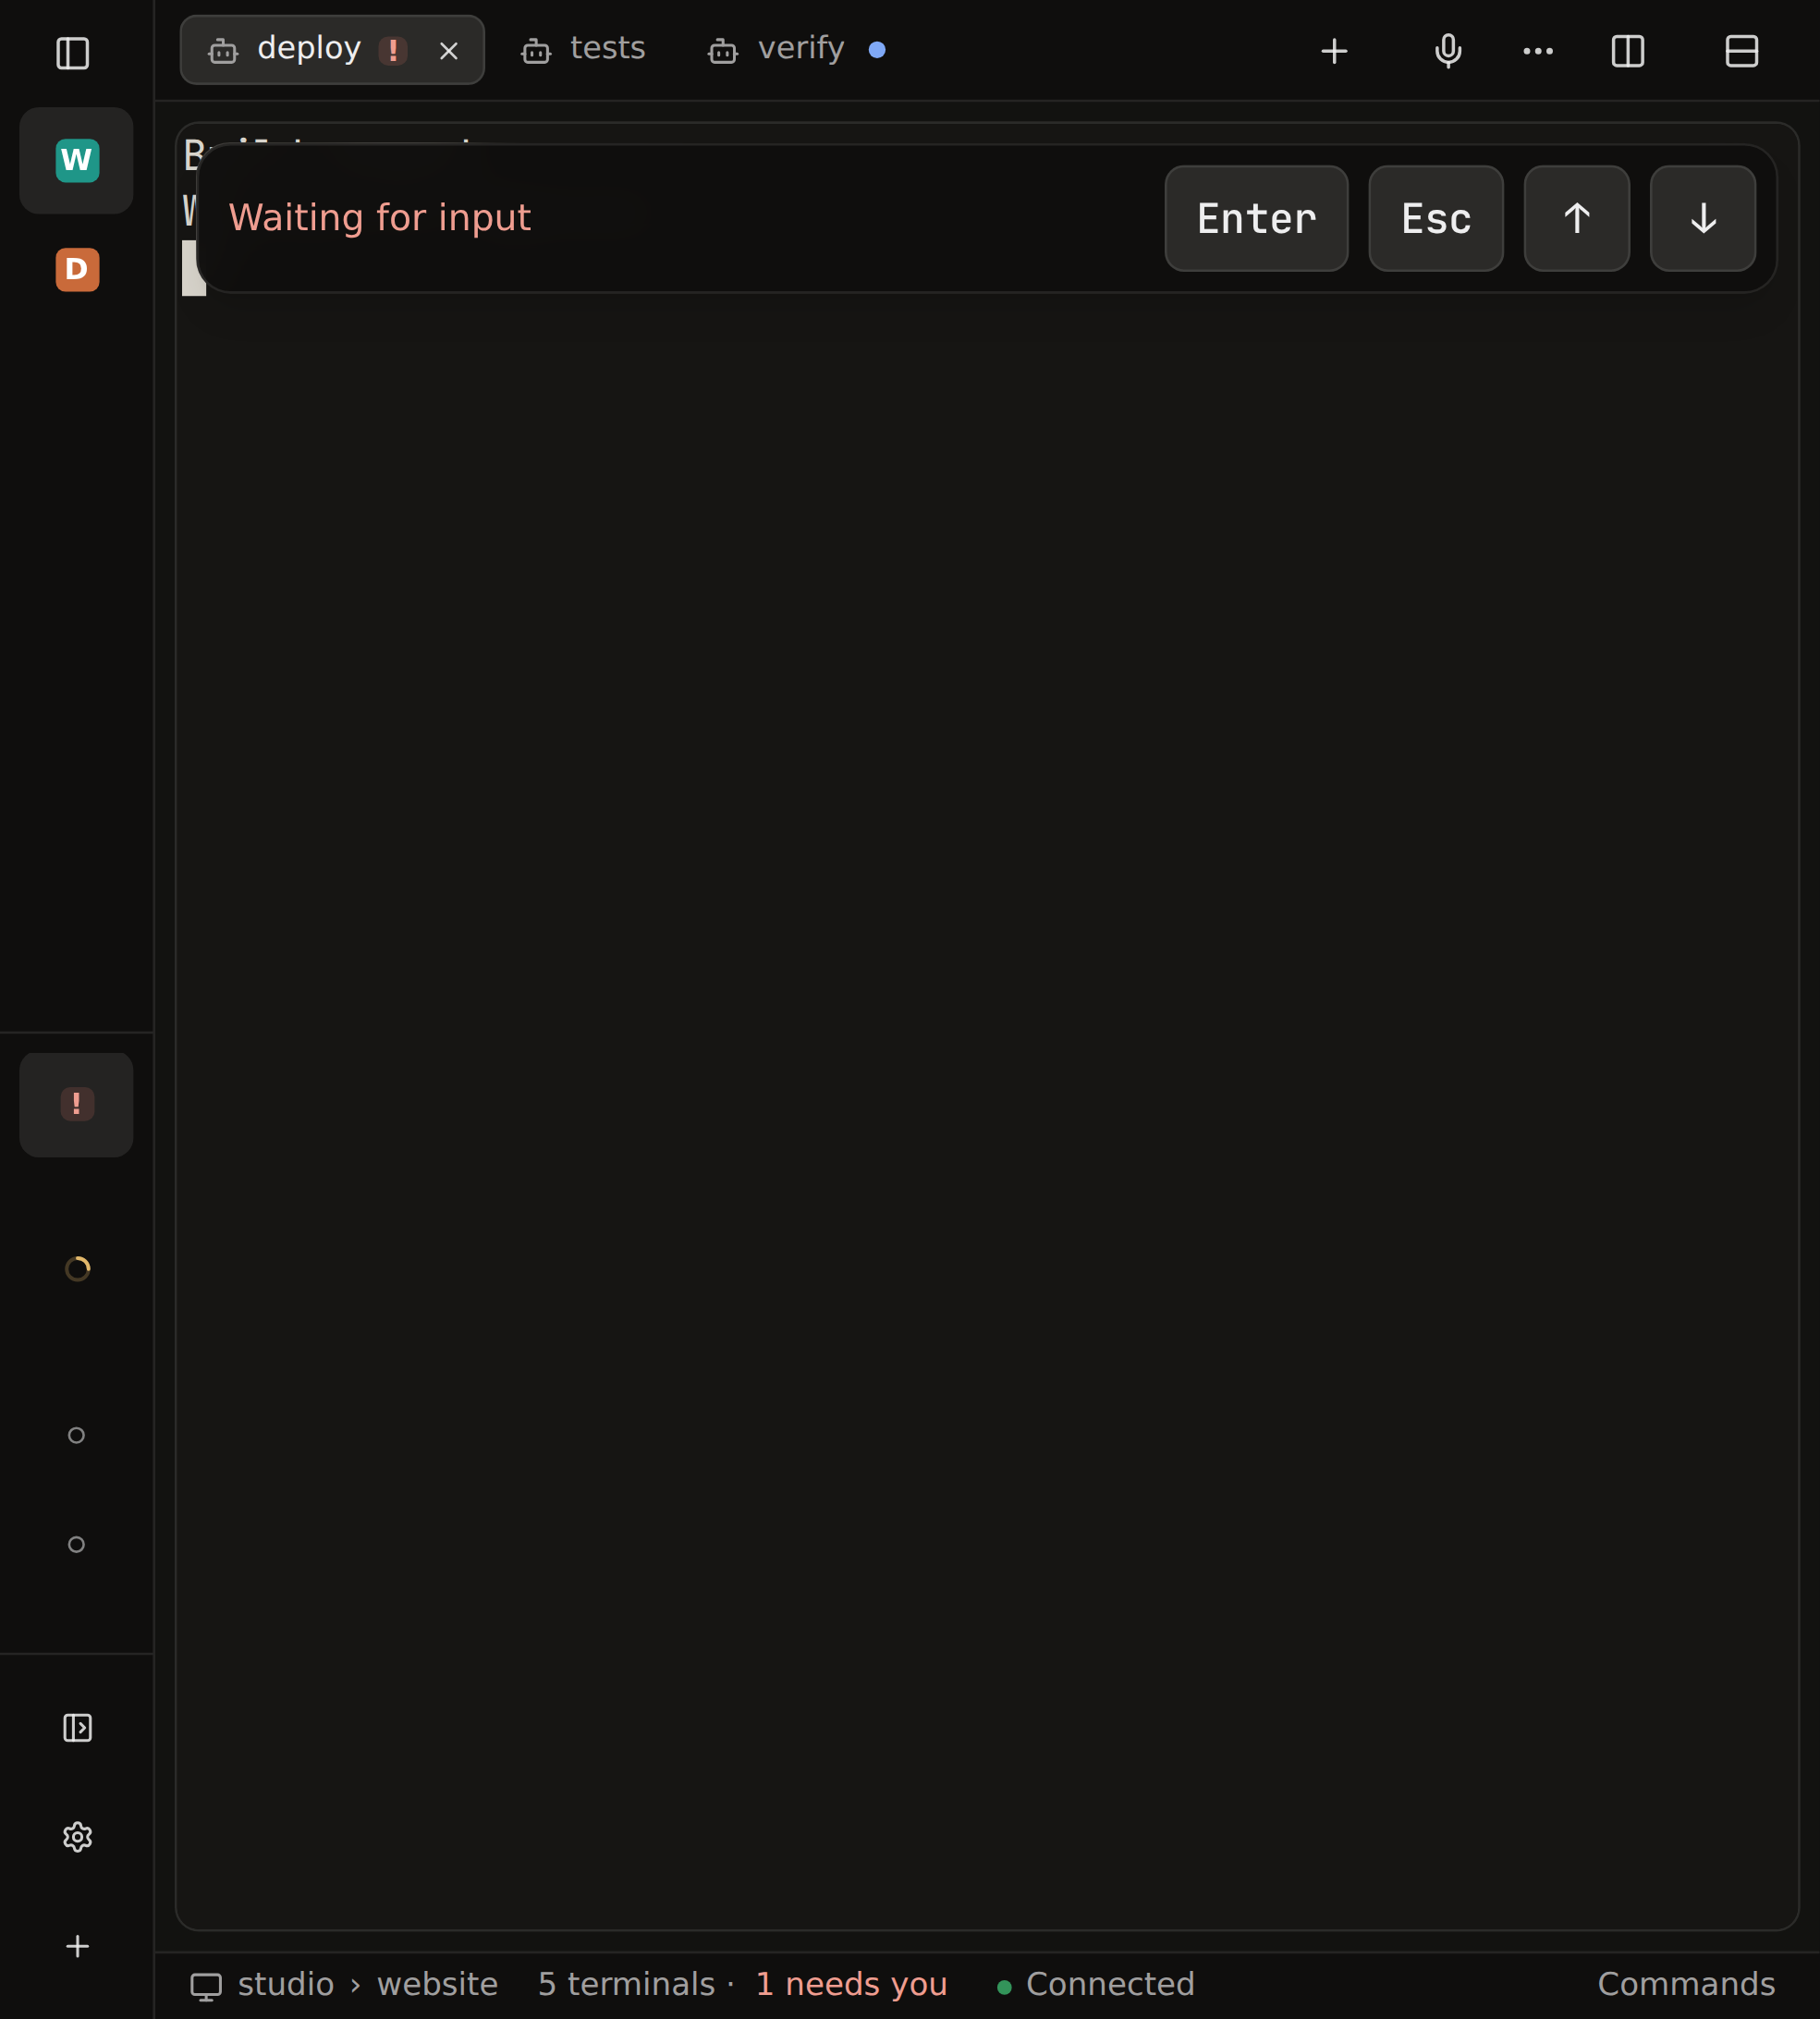 deploy !
tests
verify
W
D
Waiting for input
Enter
Esc
↑
↓
!
studio › website
5 terminals · 1 needs you
Connected
Commands